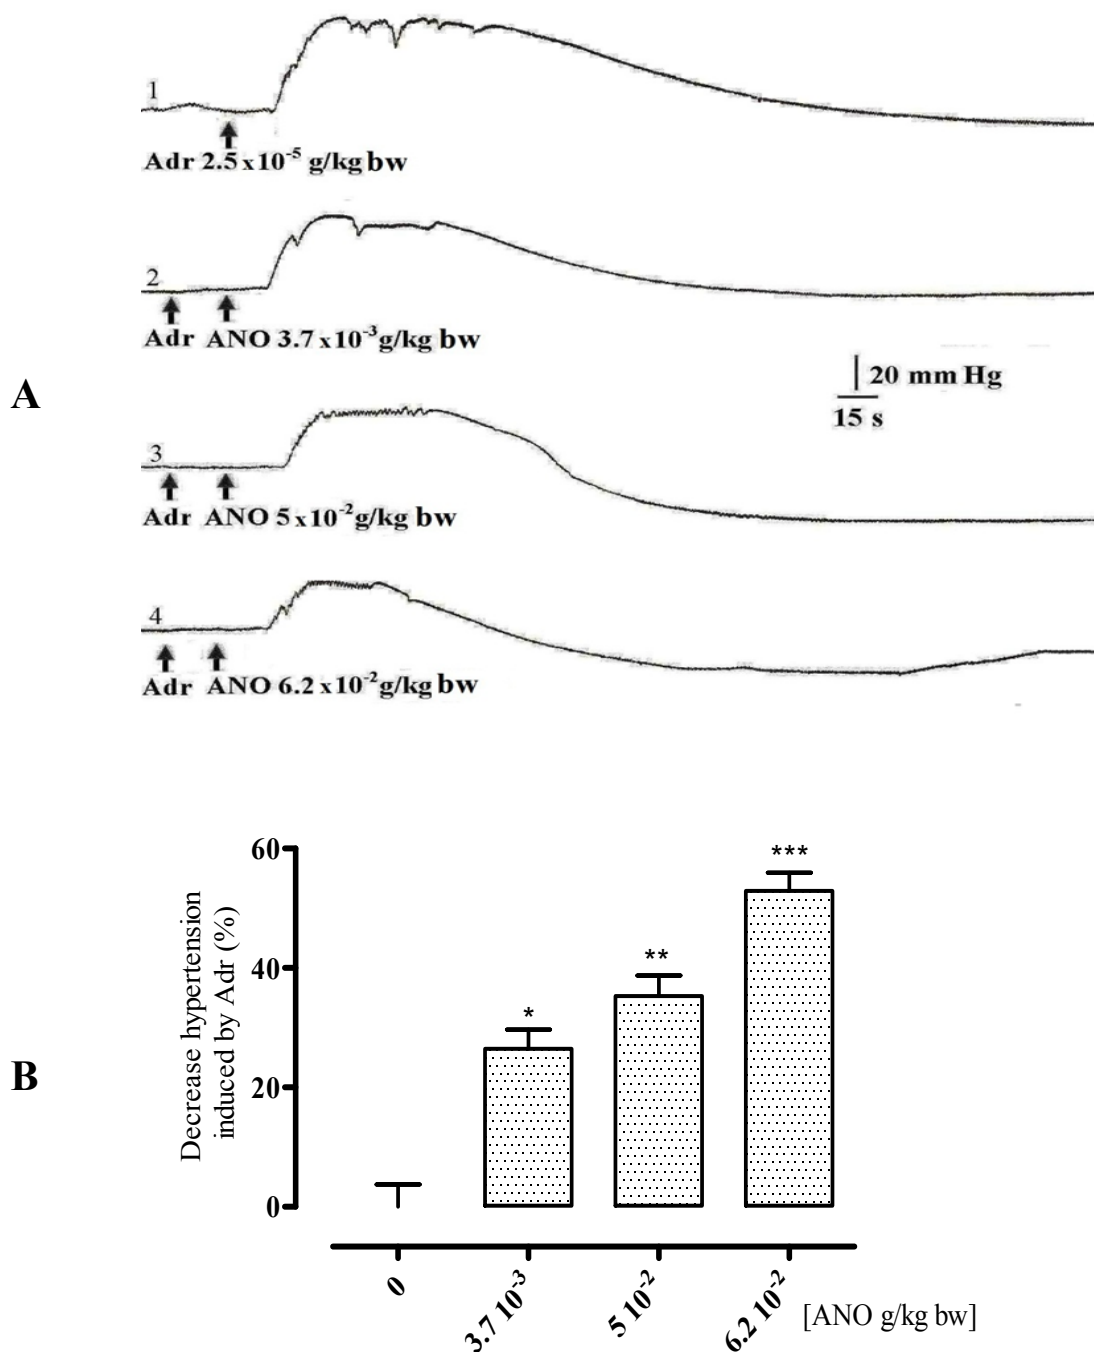 1
Adr 2.5 x 10⁻⁵ g/kg bw
2
Adr ANO 3.7 x 10⁻³ g/kg bw
A
20 mm Hg
15 s
3
Adr ANO 5 x 10⁻² g/kg bw
4
Adr ANO 6.2 x 10⁻² g/kg bw
B
Decrease hypertension
induced by Adr (%)
60
40
20
0
*
**
***
0
3.7 10⁻³
5 10⁻²
6.2 10⁻²
[ANO g/kg bw]